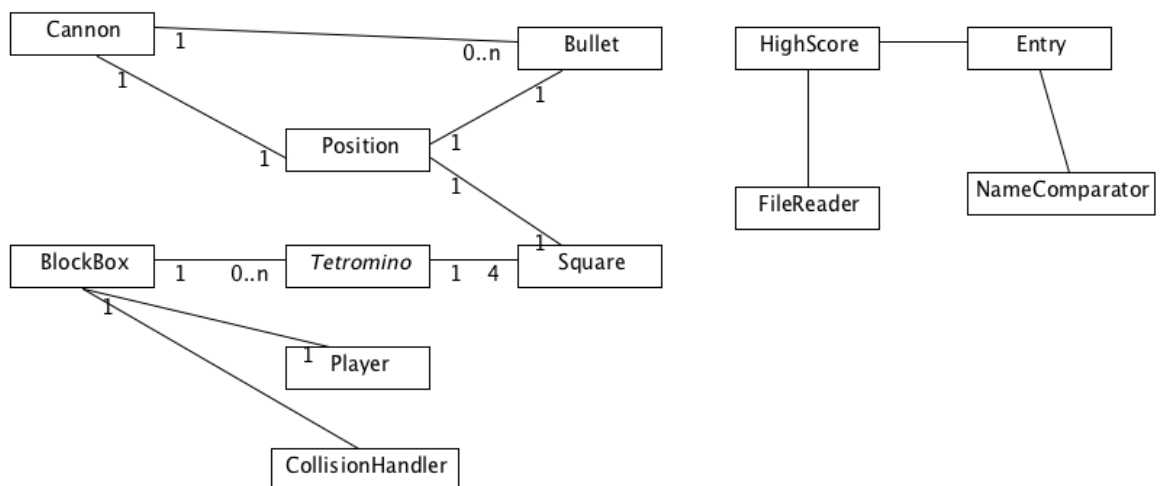 Cannon
1
0..n
Bullet
HighScore
Entry
1
1
1
Position
1
1
1
NameComparator
FileReader
BlockBox
1
0..n
Tetromino
1
4
Square
1
1
Player
CollisionHandler